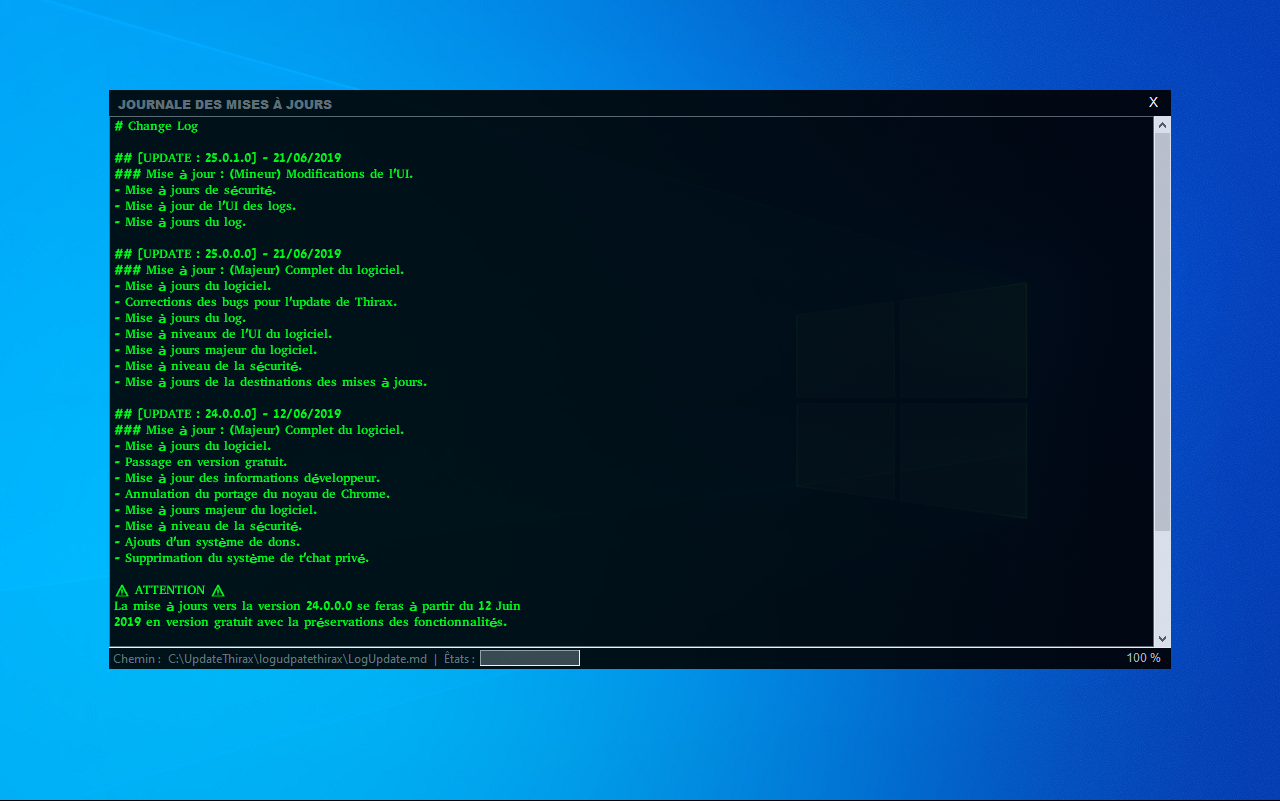 JOURNALE DES MISES À JOURS
X
# Change Log
## [UPDATE : 25.0.1.0] - 21/06/2019
### Mise à jour : (Mineur) Modifications de l'UI.
- Mise à jours de sécurité.
- Mise à jour de l'UI des logs.
- Mise à jours du log.
## [UPDATE : 25.0.0.0] - 21/06/2019
### Mise à jour : (Majeur) Complet du logiciel.
- Mise à jours du logiciel.
- Corrections des bugs pour l'update de Thirax.
- Mise à jours du log.
- Mise à niveaux de l'UI du logiciel.
- Mise à jours majeur du logiciel.
- Mise à niveau de la sécurité.
- Mise à jours de la destinations des mises à jours.
## [UPDATE : 24.0.0.0] - 12/06/2019
### Mise à jour : (Majeur) Complet du logiciel.
- Mise à jours du logiciel.
- Passage en version gratuit.
- Mise à jour des informations développeur.
- Annulation du portage du noyau de Chrome.
- Mise à jours majeur du logiciel.
- Mise à niveau de la sécurité.
- Ajouts d'un système de dons.
- Supprimation du système de t'chat privé.
⚠ ATTENTION ⚠
La mise à jours vers la version 24.0.0.0 se feras à partir du 12 Juin
2019 en version gratuit avec la préservations des fonctionnalités.
Chemin : C:\UpdateThirax\logudpatethirax\LogUpdate.md | Êtats : 100 %